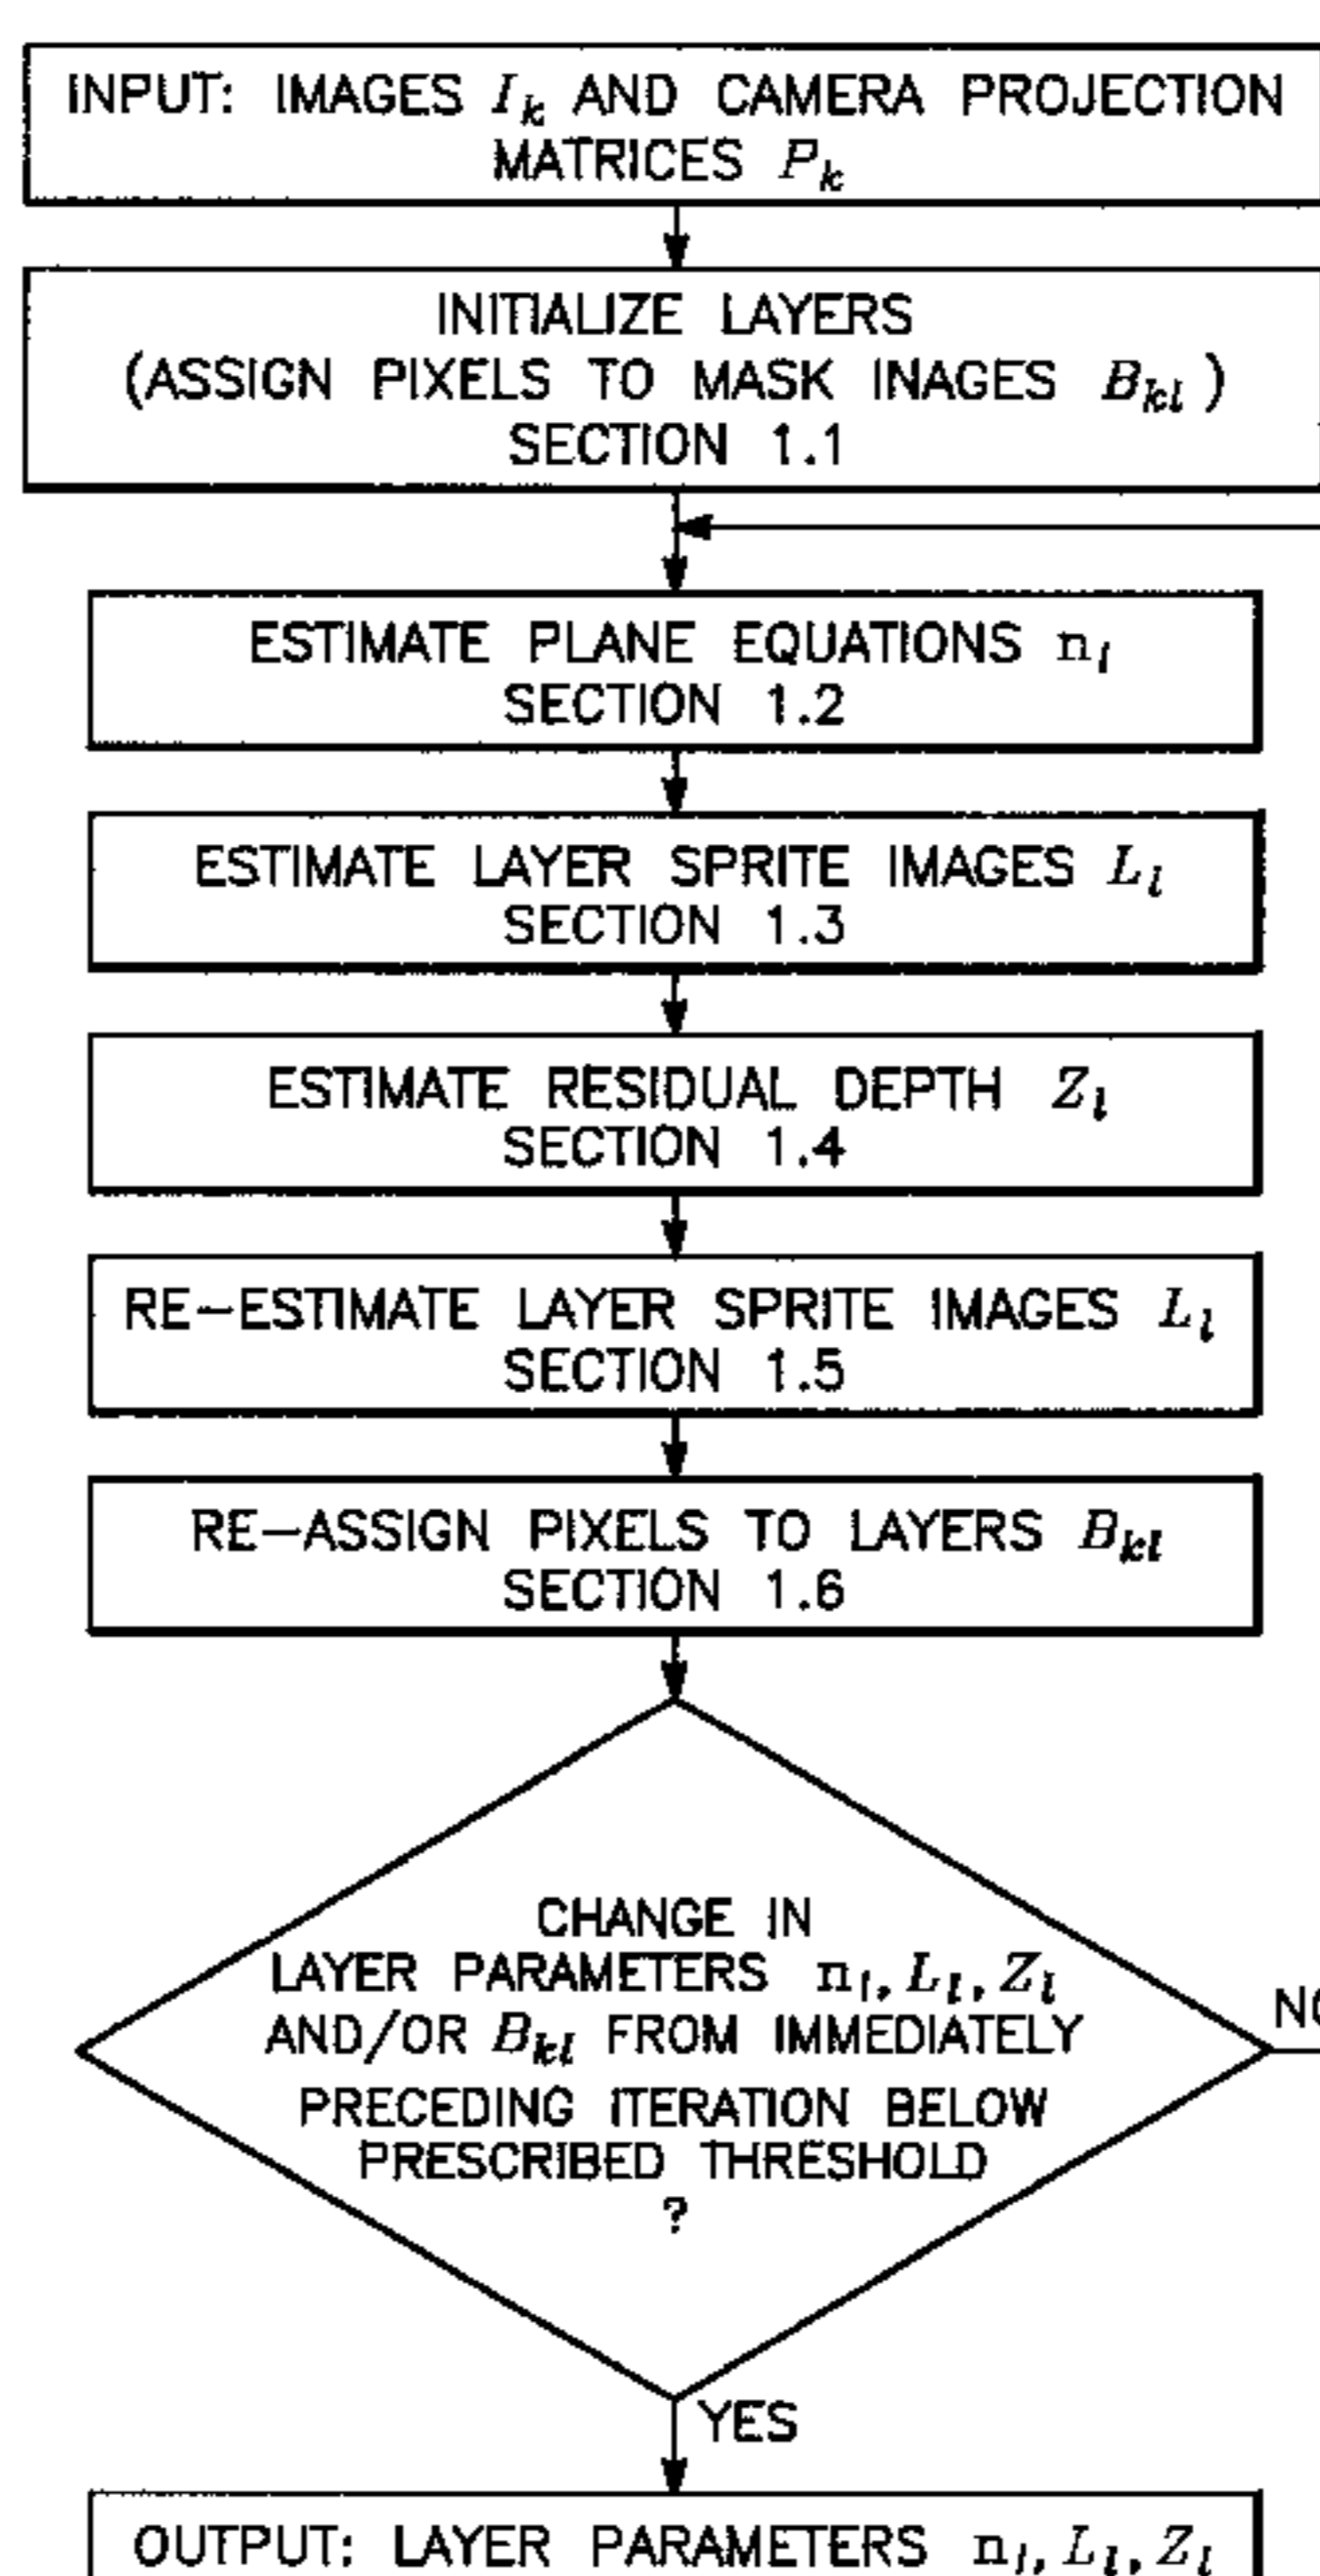 INPUT: IMAGES I_k AND CAMERA PROJECTION
MATRICES P_k
INITIALIZE LAYERS
(ASSIGN PIXELS TO MASK INAGES B_kl)
SECTION 1.1
ESTIMATE PLANE EQUATIONS n_l
SECTION 1.2
ESTIMATE LAYER SPRITE IMAGES L_l
SECTION 1.3
ESTIMATE RESIDUAL DEPTH Z_l
SECTION 1.4
RE-ESTIMATE LAYER SPRITE IMAGES L_l
SECTION 1.5
RE-ASSIGN PIXELS TO LAYERS B_kl
SECTION 1.6
CHANGE IN
LAYER PARAMETERS n_l, L_l, Z_l
AND/OR B_kl FROM IMMEDIATELY
PRECEDING ITERATION BELOW
PRESCRIBED THRESHOLD
?
YES
OUTPUT: LAYER PARAMETERS n_l, L_l, Z_l